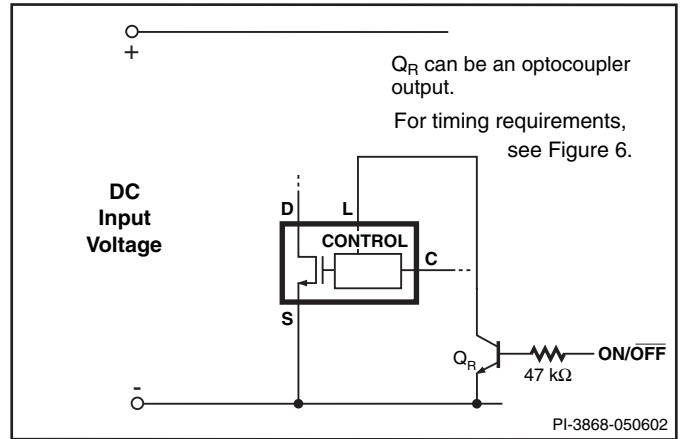 +
Q_R can be an optocoupler
output.
For timing requirements,
see Figure 6.
DC
Input
Voltage
D
L
CONTROL
C
S
Q_R
47 kΩ
ON/O̅F̅F̅
-
PI-3868-050602